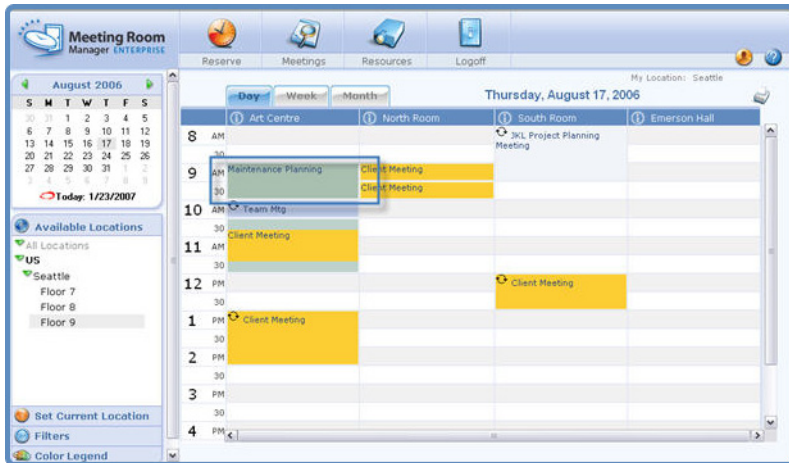 Meeting Room
Manager ENTERPRISE
Reserve
Meetings
Resources
Logoff
My Location: Seattle
August 2006
S M T W T F S
30 31 1 2 3 4 5
6 7 8 9 10 11 12
13 14 15 16 17 18 19
20 21 22 23 24 25 26
27 28 29 30 31 1 2
3 4 5 6 7 8 9
Today: 1/23/2007
Available Locations
All Locations
US
Seattle
Floor 7
Floor 8
Floor 9
Set Current Location
Filters
Color Legend
Day
Week
Month
Thursday, August 17, 2006
Art Centre
North Room
South Room
Emerson Hall
8 AM
JKL Project Planning
Meeting
30
9 AM
Maintenance Planning
Client Meeting
30
Client Meeting
10 AM
Team Mtg
30
Client Meeting
11 AM
30
12 PM
Client Meeting
30
1 PM
Client Meeting
30
2 PM
30
3 PM
30
4 PM